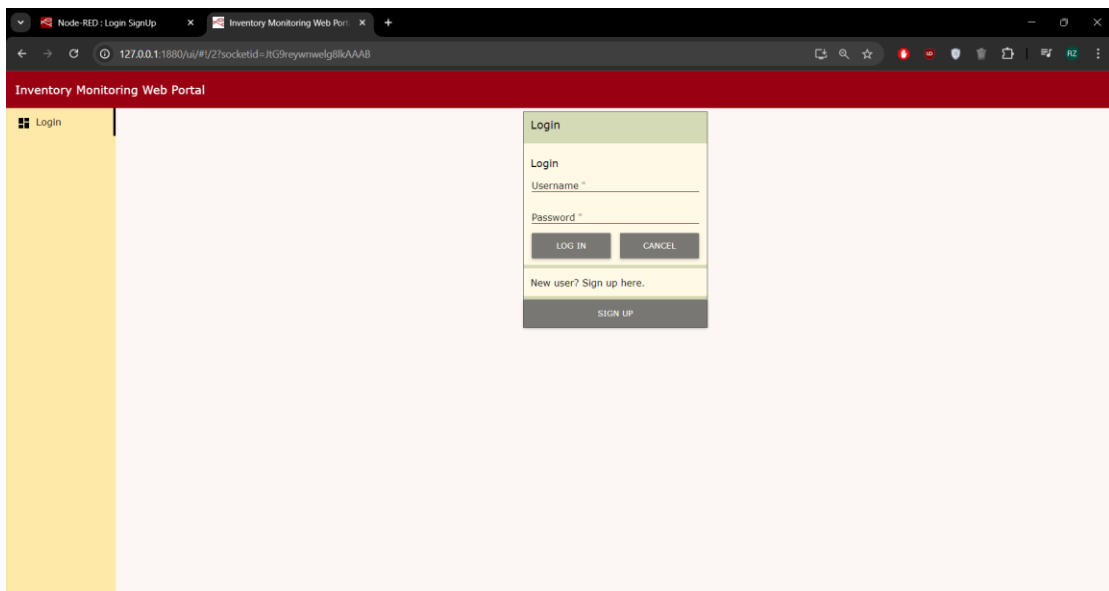 Node-RED : Login SignUp
Inventory Monitoring Web Port
127.0.0.1:1880/ui/#!/2?socketid=JtG9reywnwelg8lkAAAB
RZ
Inventory Monitoring Web Portal
Login
Login
Login
Username *
Password *
LOG IN
CANCEL
New user? Sign up here.
SIGN UP